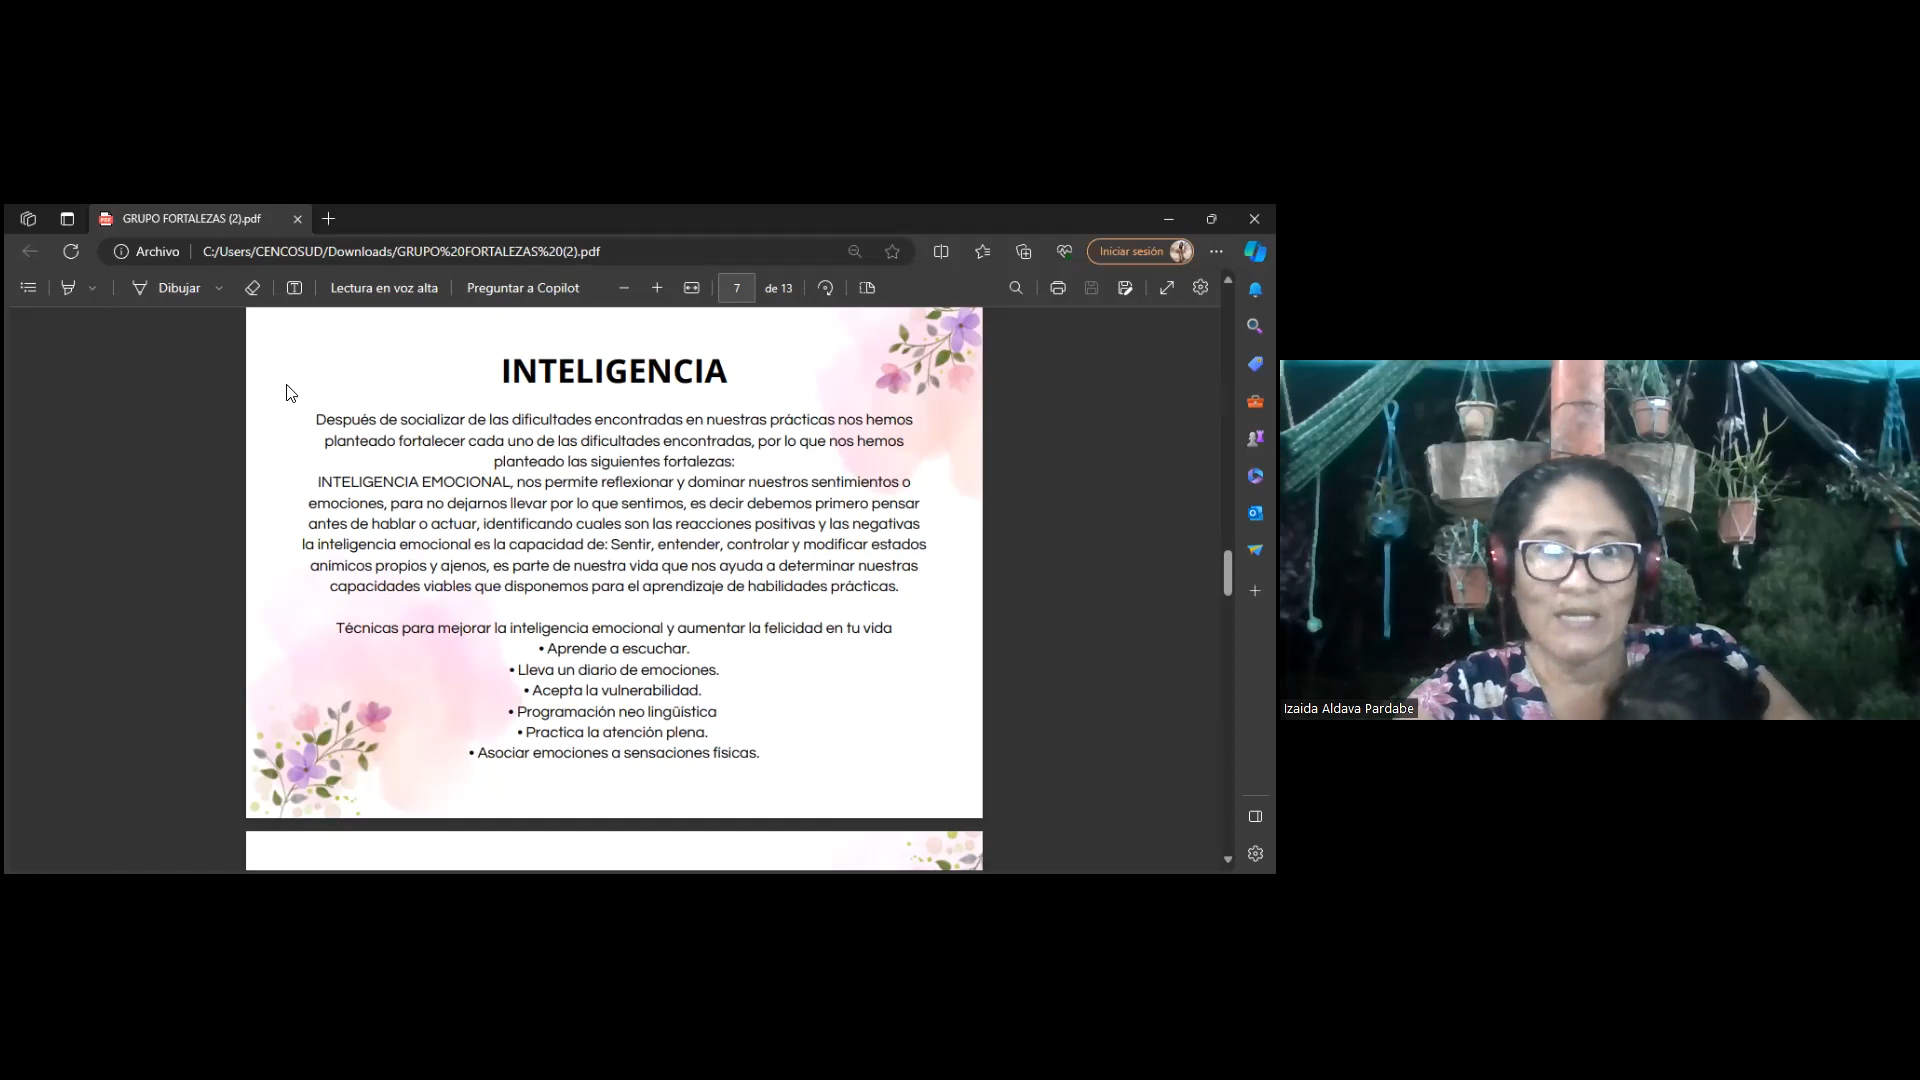 GRUPO FORTALEZAS (2).pdf
Archivo
C:/Users/CENCOSUD/Downloads/GRUPO%20FORTALEZAS%20(2).pdf
Iniciar sesión
Dibujar
Lectura en voz alta
Preguntar a Copilot
7
de 13
INTELIGENCIA
Después de socializar de las dificultades encontradas en nuestras prácticas nos hemos
planteado fortalecer cada uno de las dificultades encontradas, por lo que nos hemos
planteado las siguientes fortalezas:
INTELIGENCIA EMOCIONAL, nos permite reflexionar y dominar nuestros sentimientos o
emociones, para no dejarnos llevar por lo que sentimos, es decir debemos primero pensar
antes de hablar o actuar, identificando cuales son las reacciones positivas y las negativas
la inteligencia emocional es la capacidad de: Sentir, entender, controlar y modificar estados
anímicos propios y ajenos, es parte de nuestra vida que nos ayuda a determinar nuestras
capacidades viables que disponemos para el aprendizaje de habilidades prácticas.
Técnicas para mejorar la inteligencia emocional y aumentar la felicidad en tu vida
• Aprende a escuchar.
• Lleva un diario de emociones.
• Acepta la vulnerabilidad.
• Programación neo lingüística
• Practica la atención plena.
• Asociar emociones a sensaciones físicas.
Izaida Aldava Pardabe